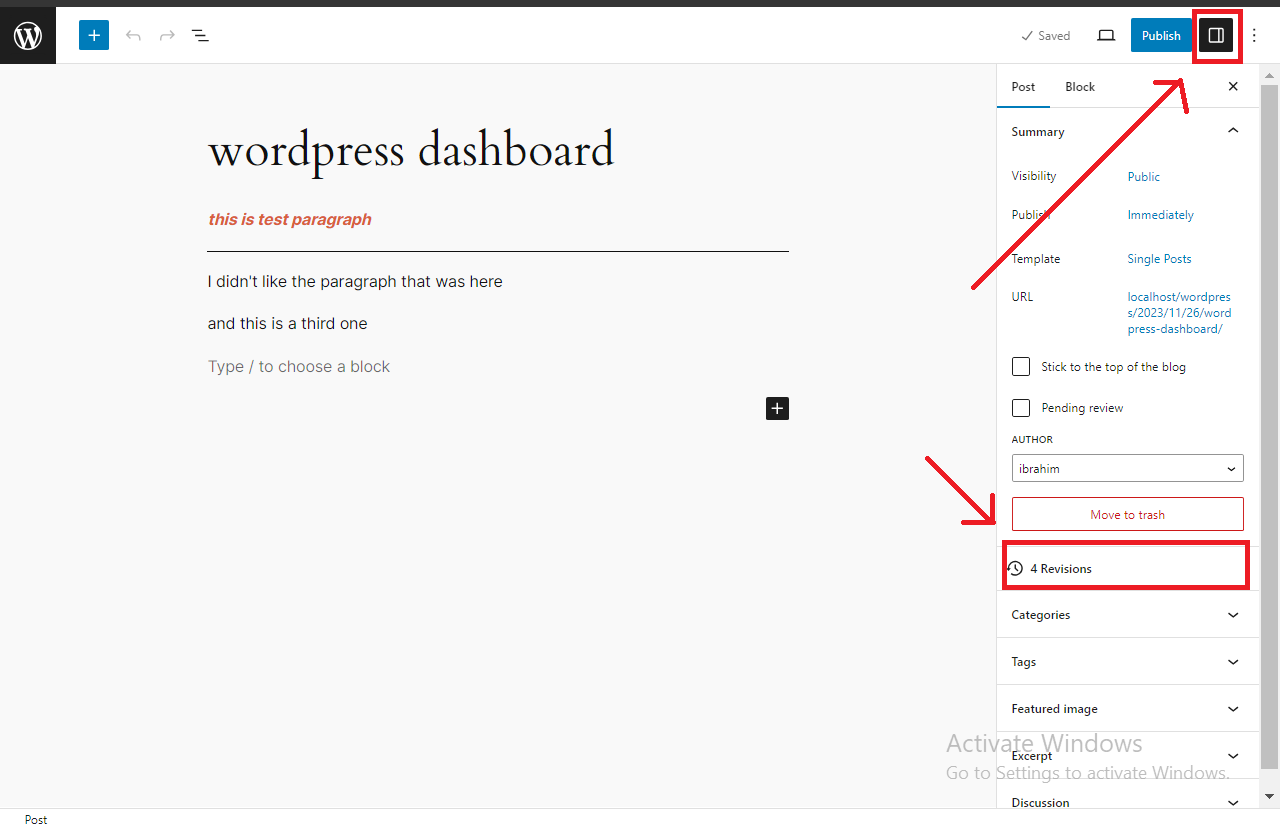 Saved
Publish
Post Block
Summary
Visibility Public
Publish Immediately
Template Single Posts
URL localhost/wordpres
s/2023/11/26/word
press-dashboard/
Stick to the top of the blog
Pending review
AUTHOR
ibrahim
Move to trash
4 Revisions
Categories
Tags
Featured image
Excerpt
Discussion
wordpress dashboard
this is test paragraph
I didn't like the paragraph that was here
and this is a third one
Type / to choose a block
Activate Windows
Go to Settings to activate Windows.
Post